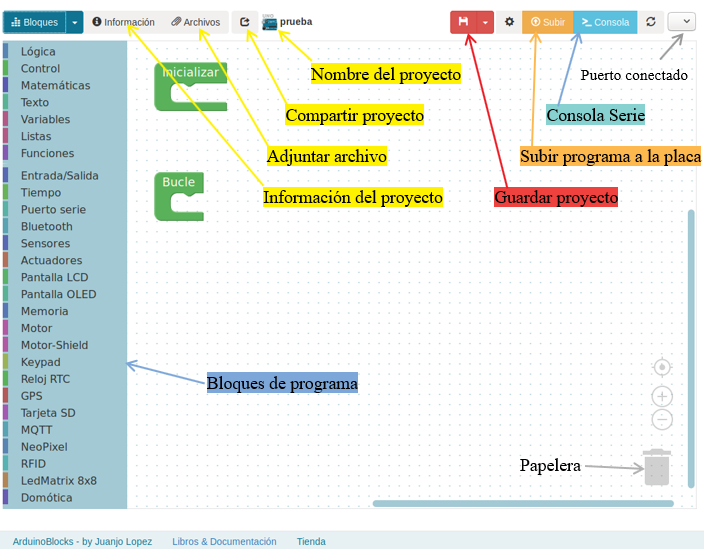 Bloques
Información
Archivos
prueba
Subir
Consola
Nombre del proyecto
Puerto conectado
Compartir proyecto
Consola Serie
Adjuntar archivo
Subir programa a la placa
Información del proyecto
Guardar proyecto
Inicializar
Bucle
Lógica
Control
Matemáticas
Texto
Variables
Listas
Funciones
Entrada/Salida
Tiempo
Puerto serie
Bluetooth
Sensores
Actuadores
Pantalla LCD
Pantalla OLED
Memoria
Motor
Motor-Shield
Keypad
Reloj RTC
GPS
Tarjeta SD
MQTT
NeoPixel
RFID
LedMatrix 8x8
Domótica
Bloques de programa
Papelera
ArduinoBlocks - by Juanjo Lopez
Libros & Documentación
Tienda